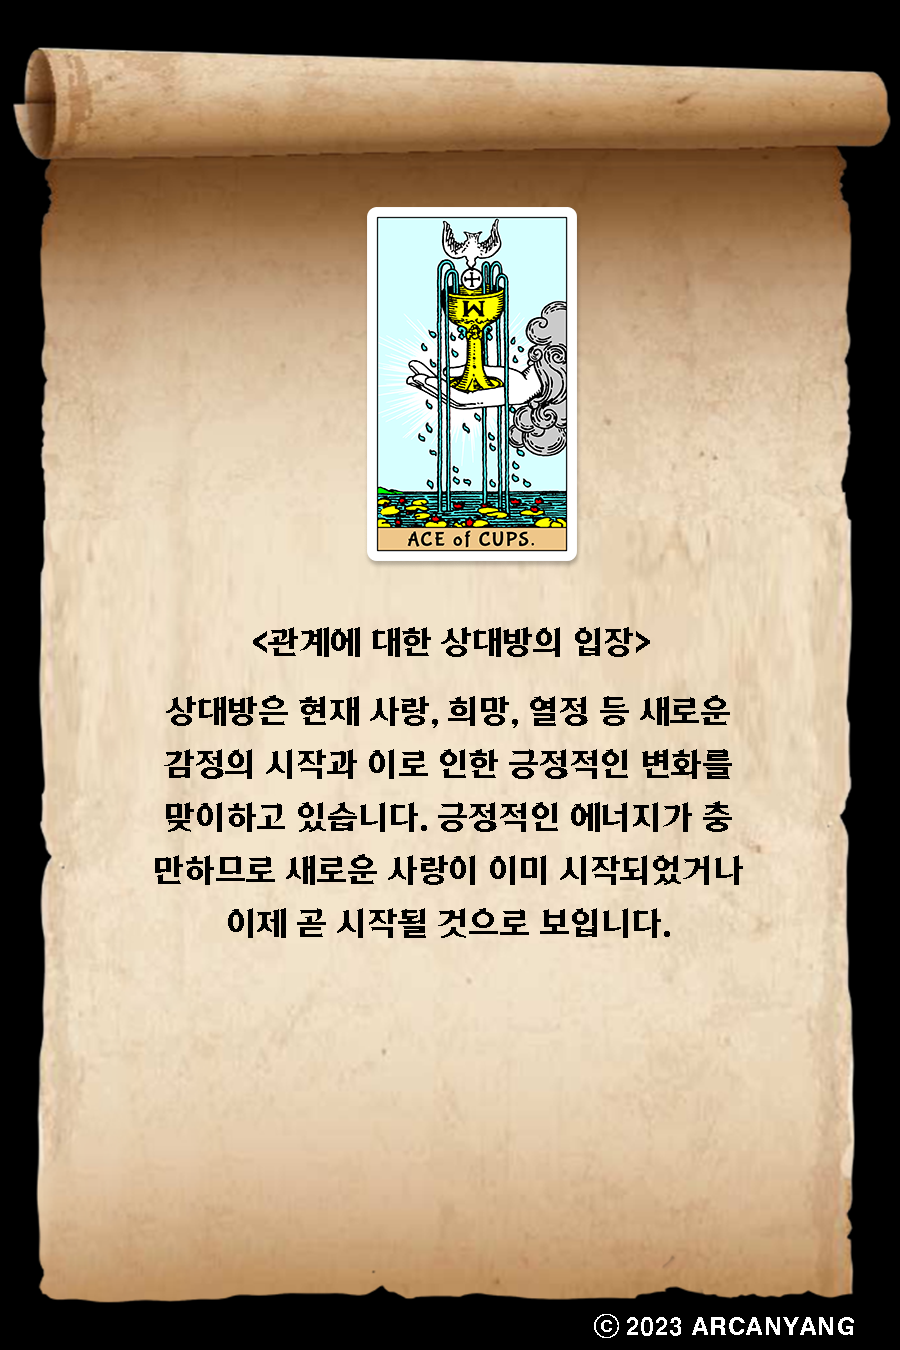 ACE of CUPS.
<관계에 대한 상대방의 입장>
상대방은 현재 사랑, 희망, 열정 등 새로운
감정의 시작과 이로 인한 긍정적인 변화를
맞이하고 있습니다. 긍정적인 에너지가 충
만하므로 새로운 사랑이 이미 시작되었거나
이제 곧 시작될 것으로 보입니다.
ⓒ 2023 ARCANYANG